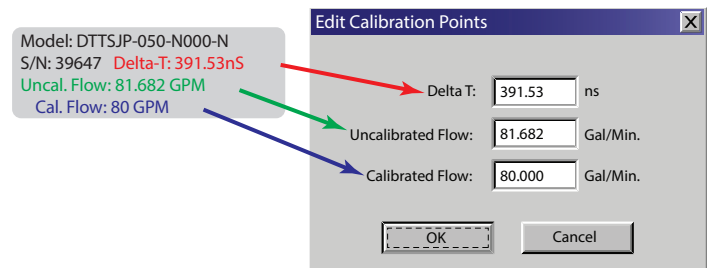 Model: DTTSJP-050-N000-N
S/N: 39647 Delta-T: 391.53nS
Uncal. Flow: 81.682 GPM
Cal. Flow: 80 GPM
Edit Calibration Points X
Delta T: 391.53 ns
Uncalibrated Flow: 81.682 Gal/Min.
Calibrated Flow: 80.000 Gal/Min.
OK Cancel